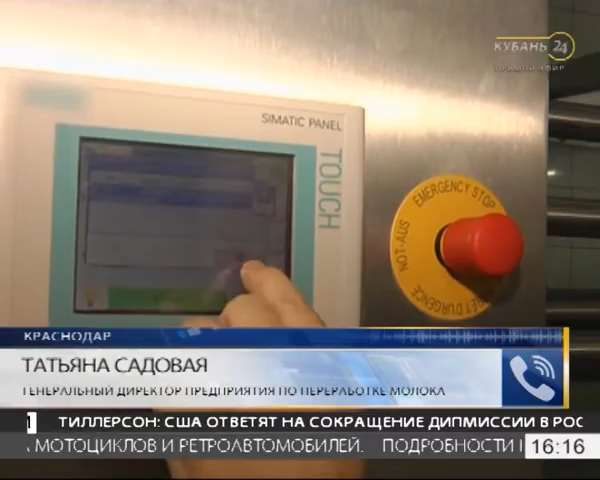 КУБАНЬ 24
ПРЯМОЙ ЭФИР
SIMATIC PANEL
TOUCH
EMERGENCY STOP
NOT-AUS
КРАСНОДАР
ТАТЬЯНА САДОВАЯ
ГЕНЕРАЛЬНЫЙ ДИРЕКТОР ПРЕДПРИЯТИЯ ПО ПЕРЕРАБОТКЕ МОЛОКА
ТИЛЛЕРСОН: США ОТВЕТЯТ НА СОКРАЩЕНИЕ ДИПМИССИИ В РОС
МОТОЦИКЛОВ И РЕТРОАВТОМОБИЛЕЙ. ПОДРОБНОСТИ
16:16